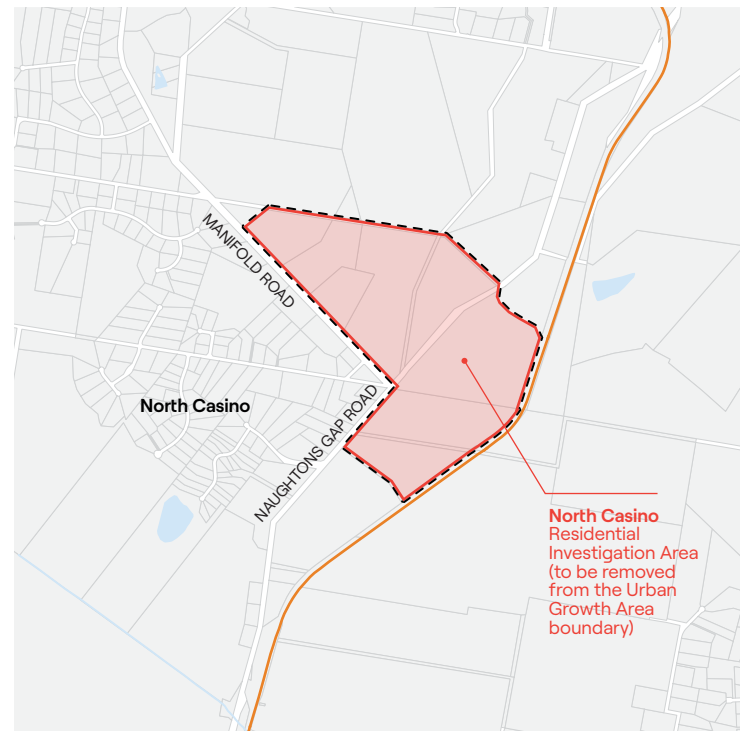 MANIFOLD ROAD
North Casino
NAUGHTONS GAP ROAD
North Casino
Residential
Investigation Area
(to be removed
from the Urban
Growth Area
boundary)